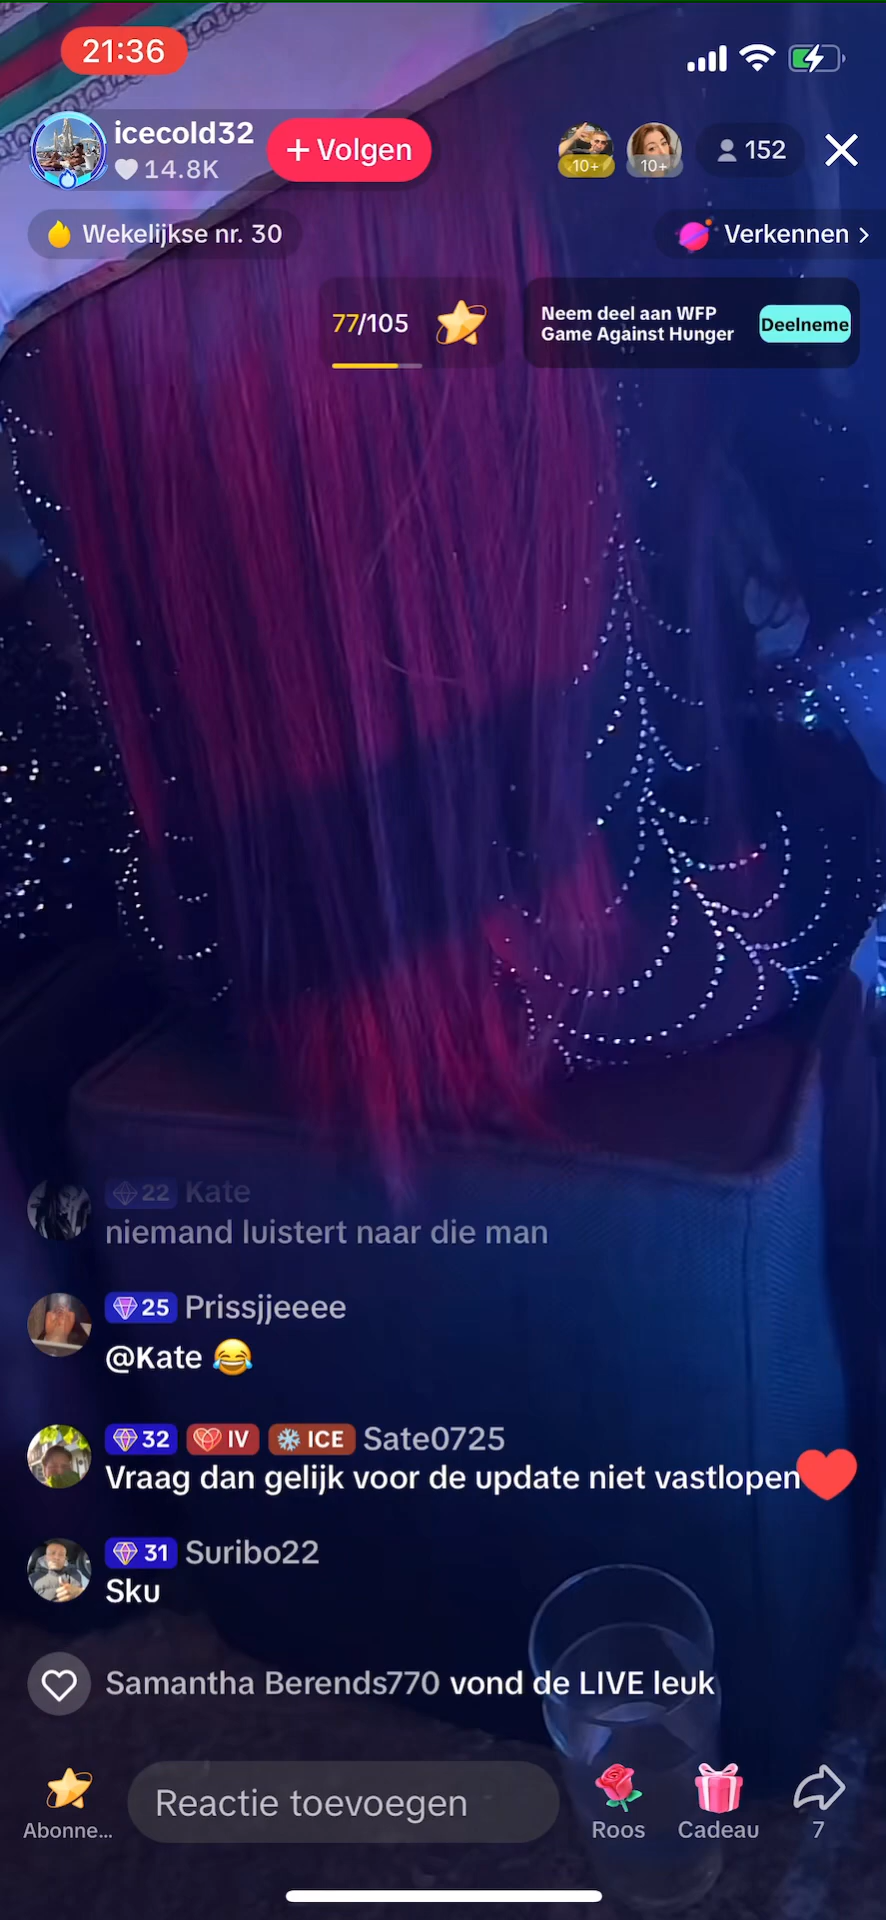 21:36
icecold32
14.8K
+ Volgen
10+
10+
152
Wekelijkse nr. 30
Verkennen >
77/105
Neem deel aan WFP
Game Against Hunger
Deelneme
22 Kate
niemand luistert naar die man
25 Prissjjeeee
@Kate 😂
32 IV ICE Sate0725
Vraag dan gelijk voor de update niet vastlopen
31 Suribo22
Sku
Samantha Berends770 vond de LIVE leuk
Reactie toevoegen
Abonne...
Roos
Cadeau
7